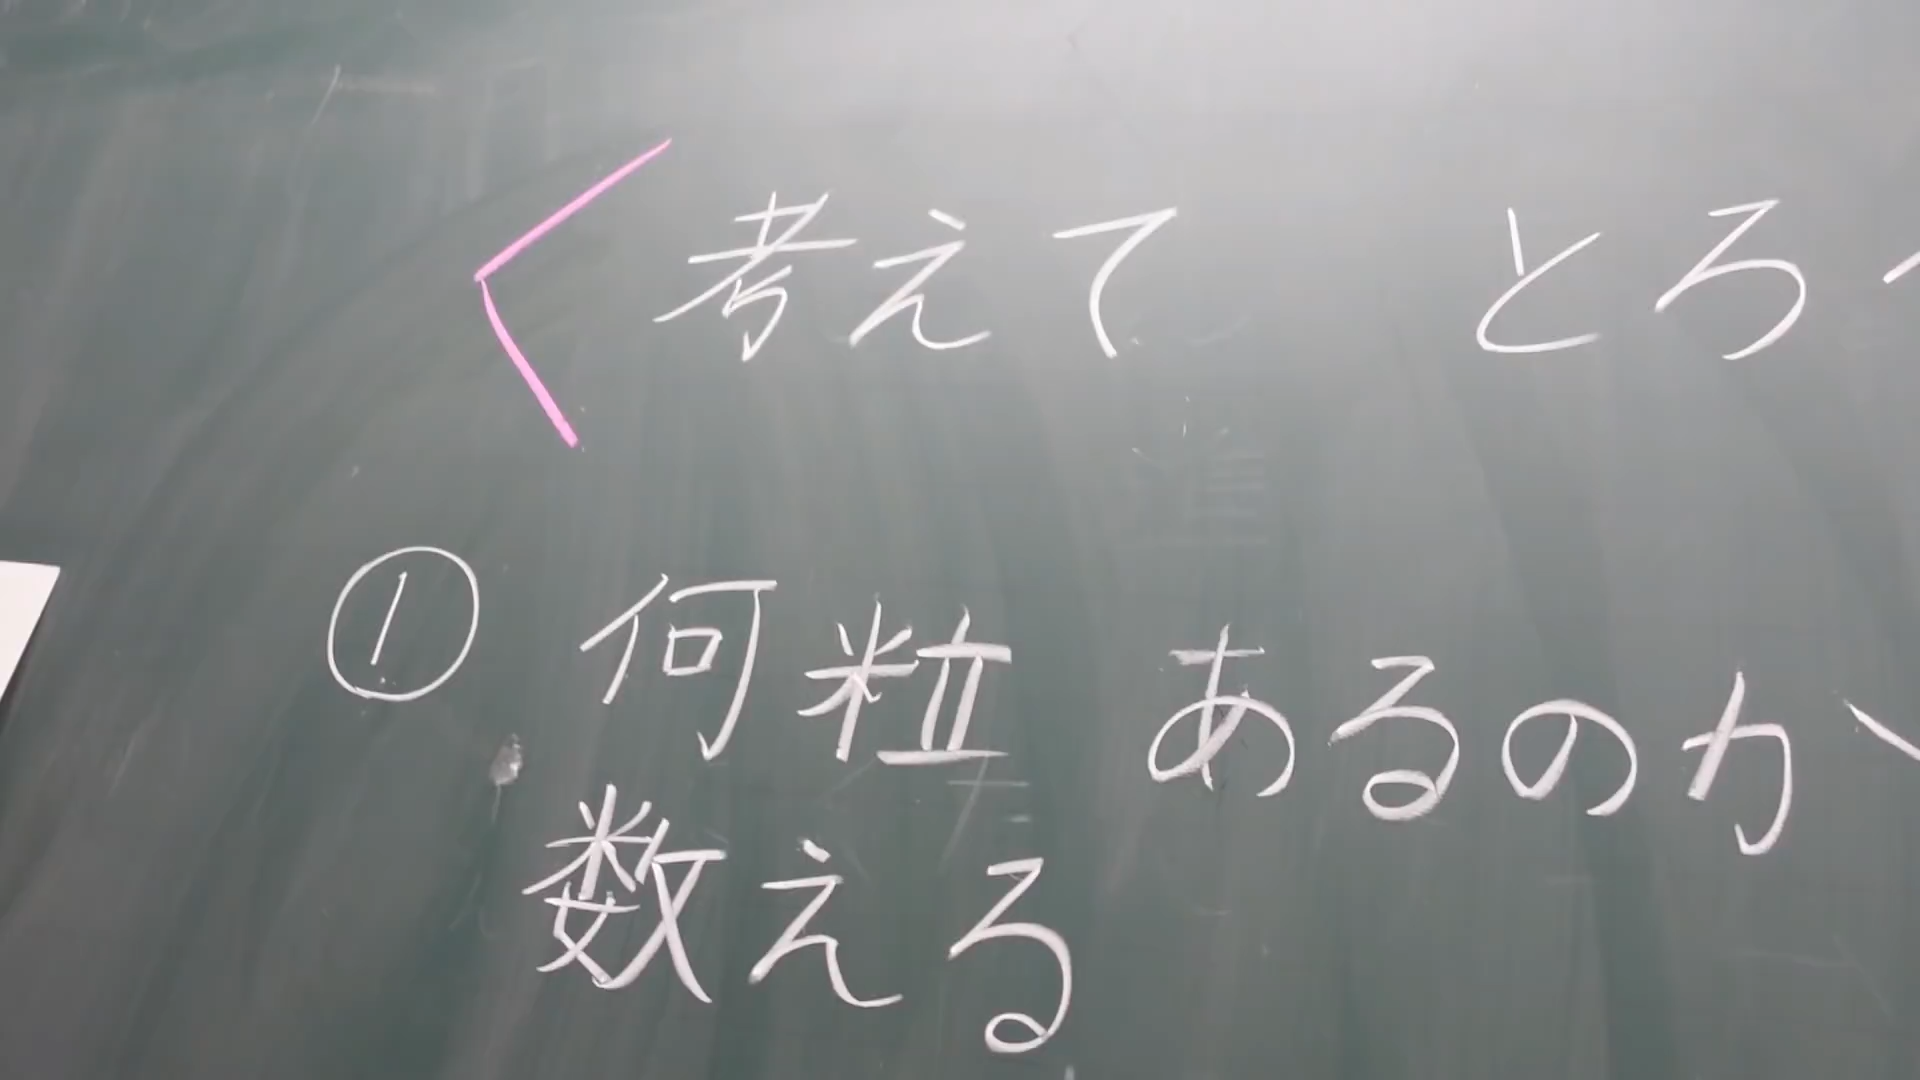 〈考えて とろ
① 何粒 あるのか
数える